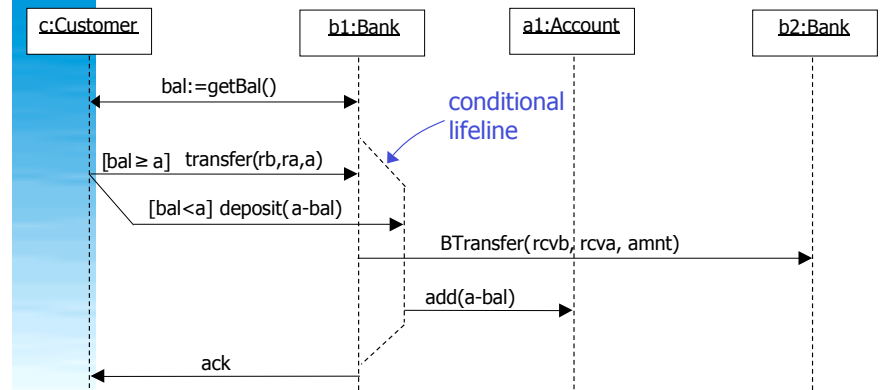 c:Customer
b1:Bank
a1:Account
b2:Bank
bal:=getBal()
conditional
lifeline
[bal ≥ a] transfer(rb,ra,a)
[bal<a] deposit(a-bal)
BTransfer(rcvb, rcva, amnt)
add(a-bal)
ack